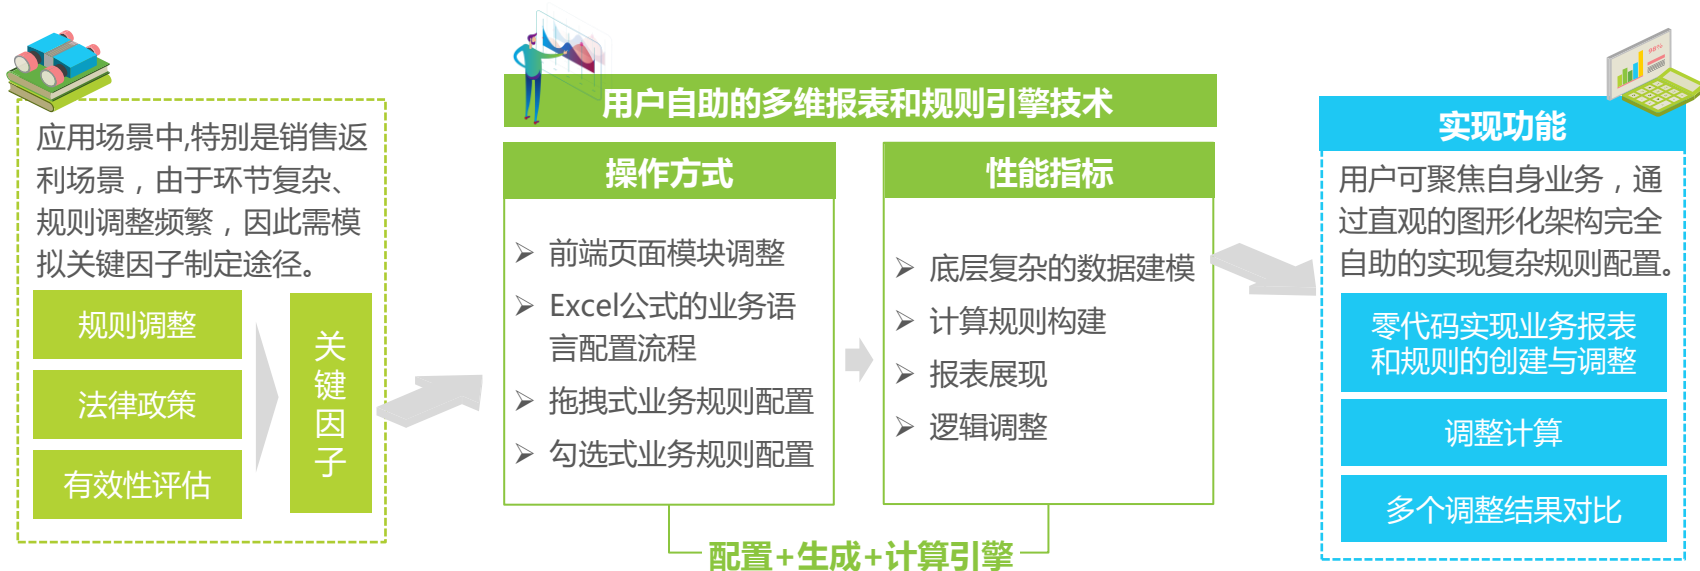 应用场景中,特别是销售返
利场景，由于环节复杂、
规则调整频繁，因此需模
拟关键因子制定途径。
规则调整
法律政策
有效性评估
关
键
因
子
用户自助的多维报表和规则引擎技术
操作方式
前端页面模块调整
Excel公式的业务语
言配置流程
拖拽式业务规则配置
勾选式业务规则配置
性能指标
底层复杂的数据建模
计算规则构建
报表展现
逻辑调整
配置+生成+计算引擎
实现功能
用户可聚焦自身业务，通
过直观的图形化架构完全
自助的实现复杂规则配置。
零代码实现业务报表
和规则的创建与调整
调整计算
多个调整结果对比